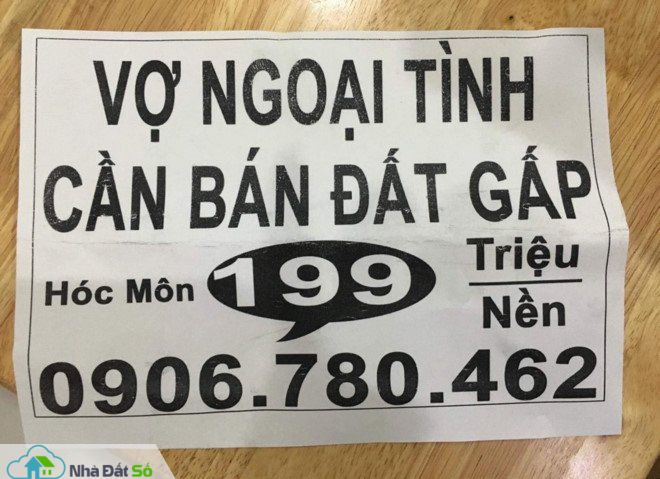 VỢ NGOẠI TÌNH
CẦN BÁN ĐẤT GẤP
Hóc Môn 199 Triệu
Nền
0906.780.462
Nhà Đất Số